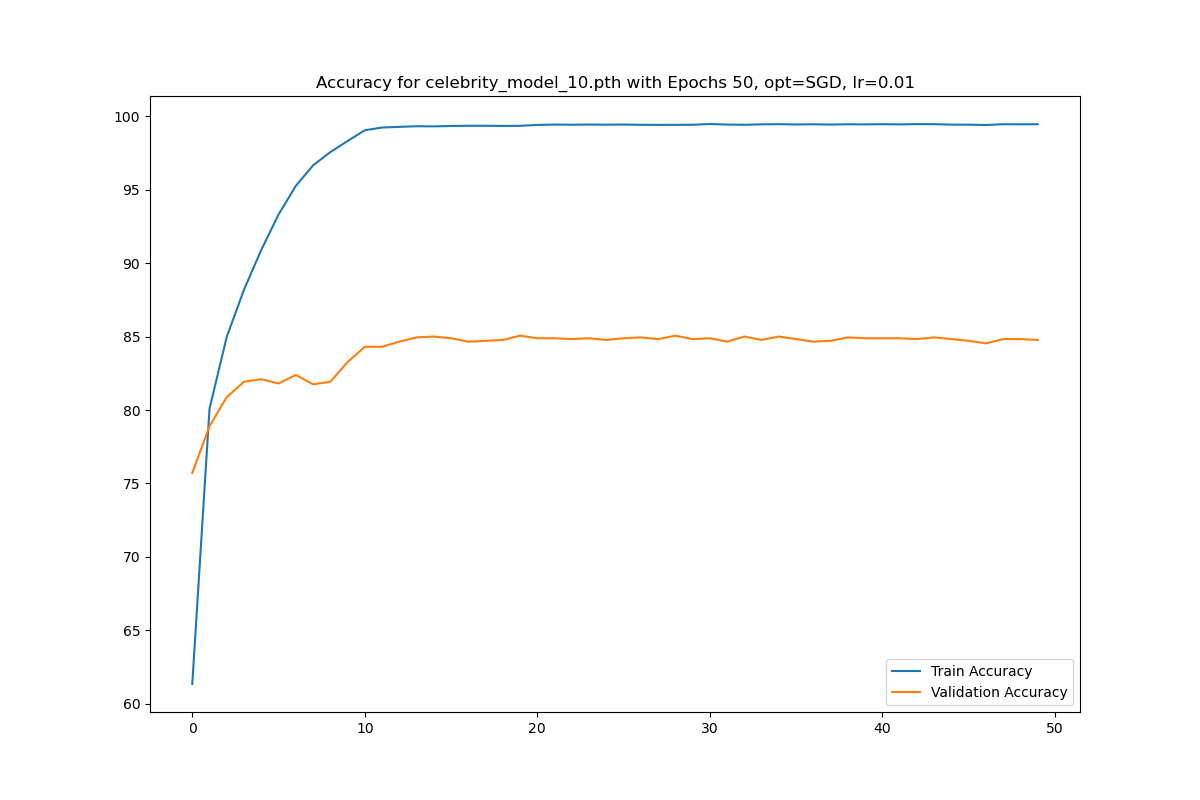 Accuracy for celebrity_model_10.pth with Epochs 50, opt=SGD, lr=0.01
100
95
90
85
80
75
70
65
60
Train Accuracy
Validation Accuracy
0 10 20 30 40 50